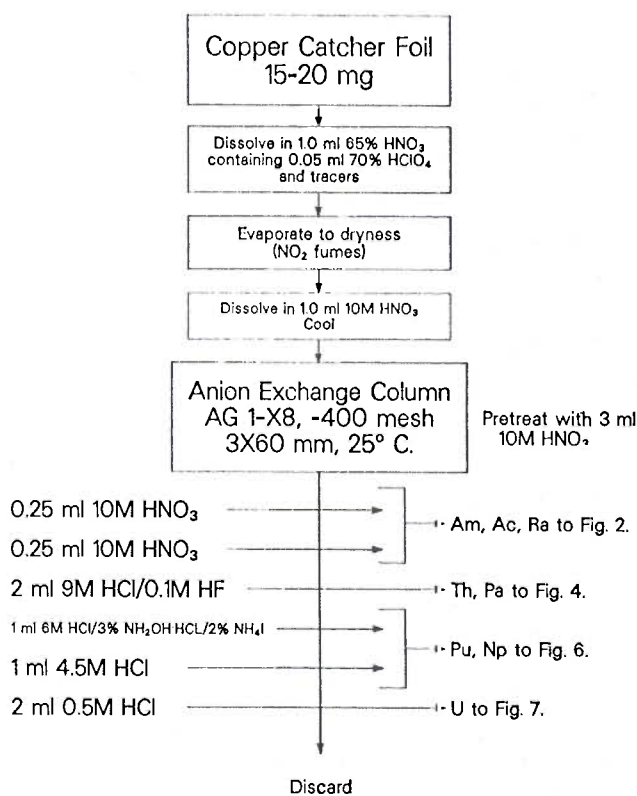 Copper Catcher Foil
15-20 mg
Dissolve in 1.0 ml 65% HNO₃
containing 0.05 ml 70% HClO₄
and tracers
Evaporate to dryness
(NO₂ fumes)
Dissolve in 1.0 ml 10M HNO₃
Cool
Anion Exchange Column
AG 1-X8, -400 mesh
3X60 mm, 25° C.
Pretreat with 3 ml
10M HNO₃
0.25 ml 10M HNO₃
0.25 ml 10M HNO₃
Am, Ac, Ra to Fig. 2.
2 ml 9M HCl/0.1M HF
Th, Pa to Fig. 4.
1 ml 6M HCl/3% NH₂OH·HCL/2% NH₄I
1 ml 4.5M HCl
Pu, Np to Fig. 6.
2 ml 0.5M HCl
U to Fig. 7.
Discard